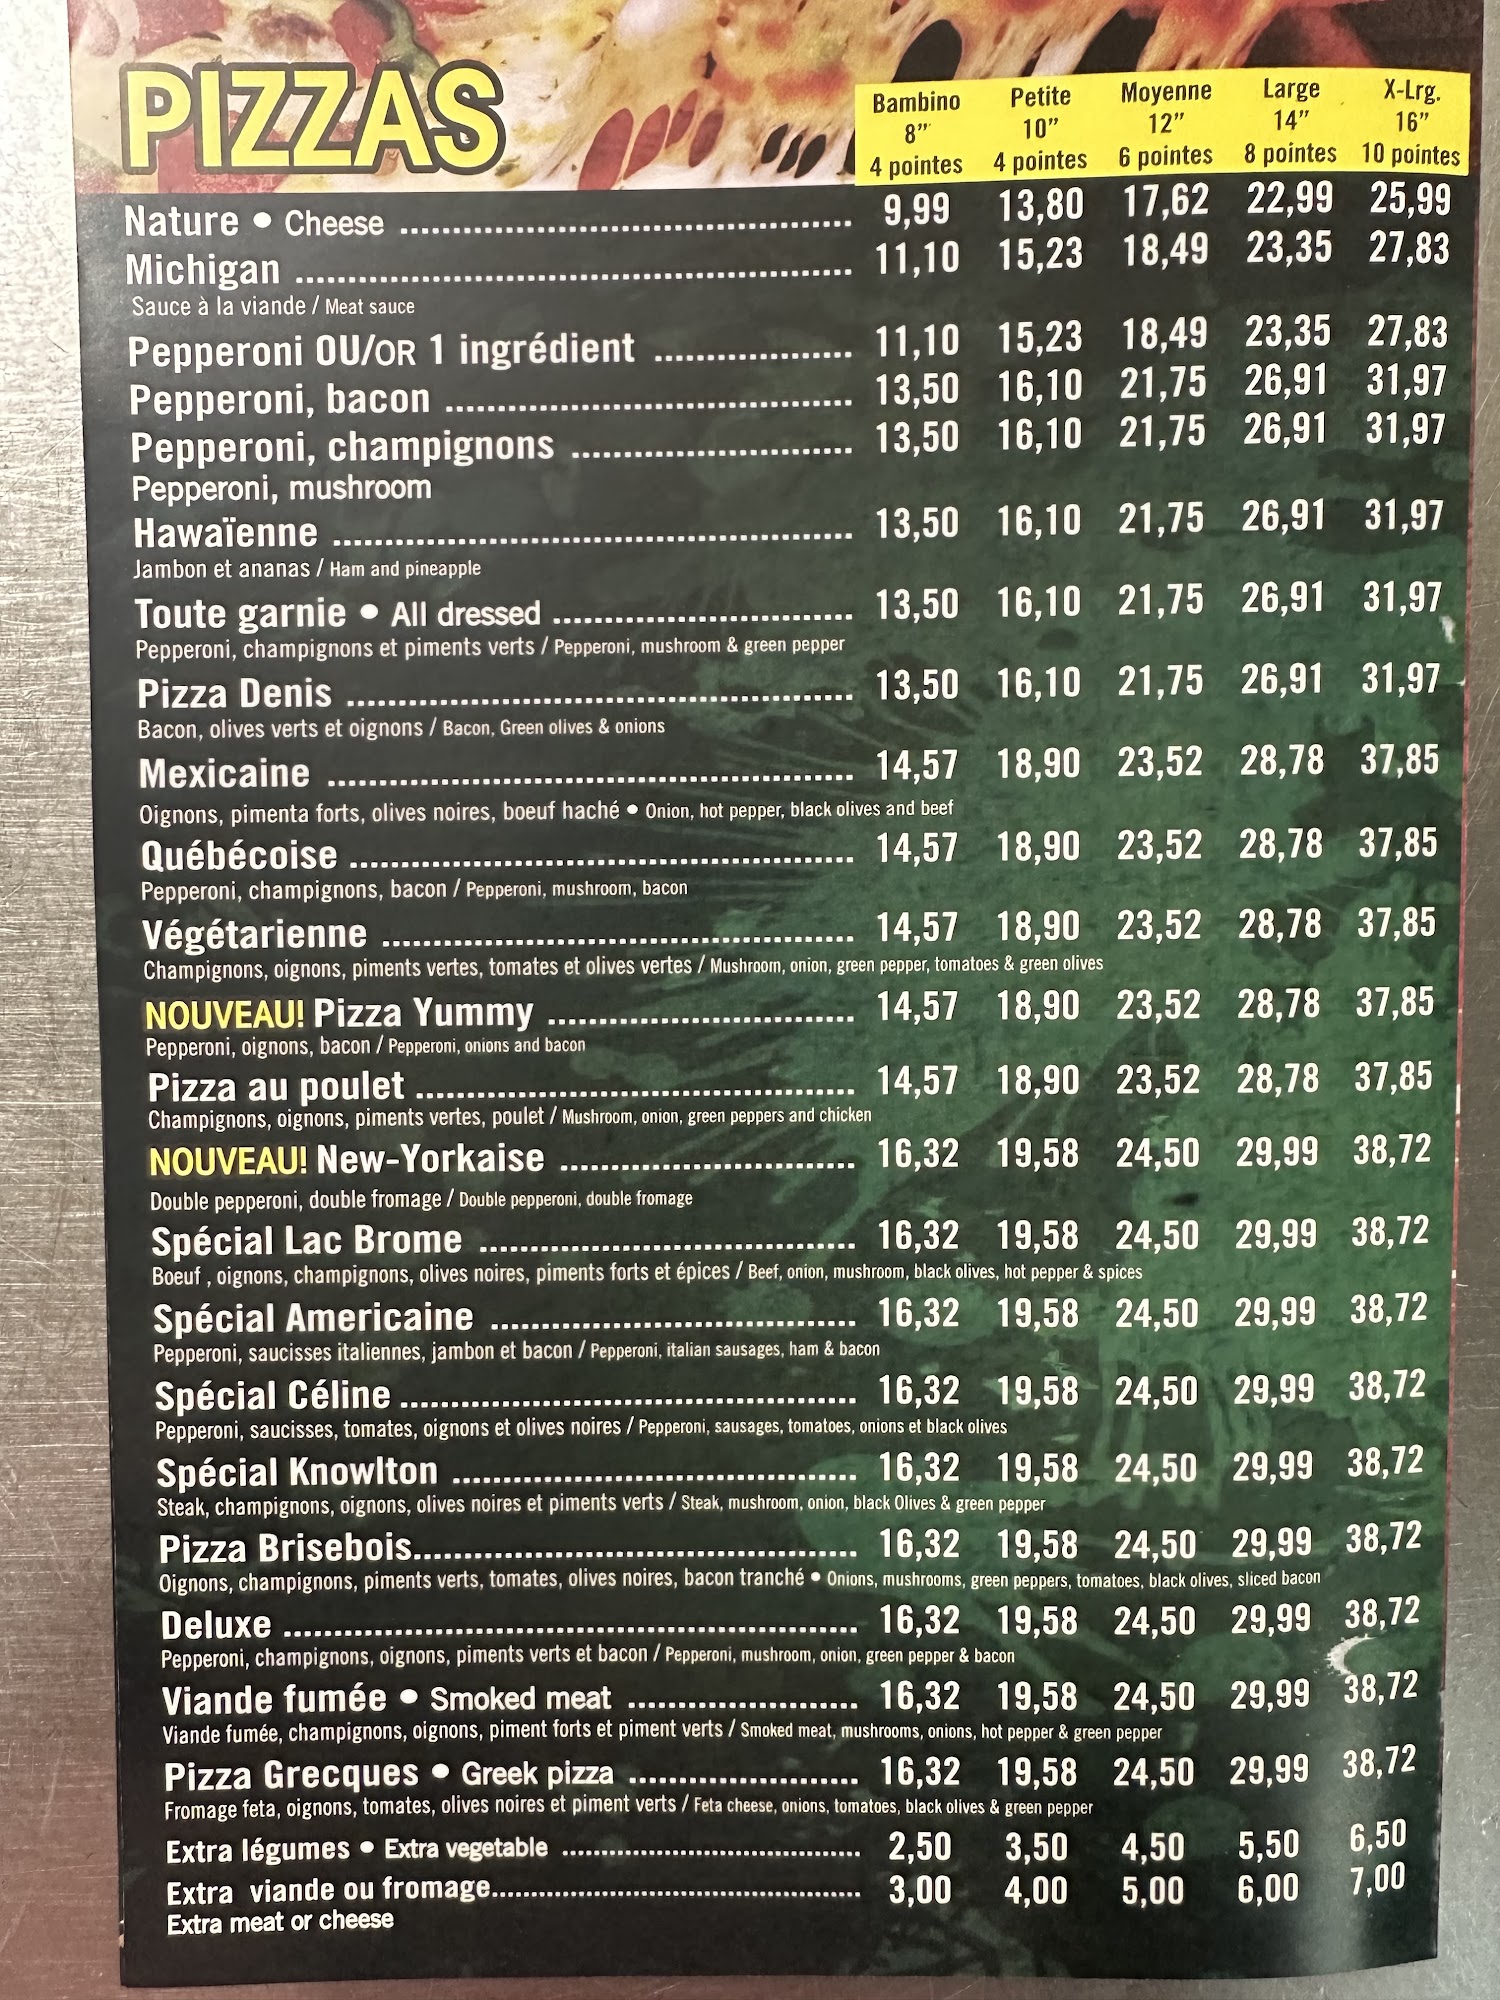 PIZZAS
Bambino Petite Moyenne Large X-Lrg.
8” 10” 12” 14” 16”
4 pointes 4 pointes 6 pointes 8 pointes 10 pointes
Nature • Cheese 9,99 13,80 17,62 22,99 25,99
Michigan 11,10 15,23 18,49 23,35 27,83
Sauce à la viande / Meat sauce
Pepperoni OU/OR 1 ingrédient 11,10 15,23 18,49 23,35 27,83
Pepperoni, bacon 13,50 16,10 21,75 26,91 31,97
Pepperoni, champignons 13,50 16,10 21,75 26,91 31,97
Pepperoni, mushroom
Hawaïenne 13,50 16,10 21,75 26,91 31,97
Jambon et ananas / Ham and pineapple
Toute garnie • All dressed 13,50 16,10 21,75 26,91 31,97
Pepperoni, champignons et piments verts / Pepperoni, mushroom & green pepper
Pizza Denis 13,50 16,10 21,75 26,91 31,97
Bacon, olives verts et oignons / Bacon, Green olives & onions
Mexicaine 14,57 18,90 23,52 28,78 37,85
Oignons, pimenta forts, olives noires, boeuf haché • Onion, hot pepper, black olives and beef
Québécoise 14,57 18,90 23,52 28,78 37,85
Pepperoni, champignons, bacon / Pepperoni, mushroom, bacon
Végétarienne 14,57 18,90 23,52 28,78 37,85
Champignons, oignons, piments vertes, tomates et olives vertes / Mushroom, onion, green pepper, tomatoes & green olives
NOUVEAU! Pizza Yummy 14,57 18,90 23,52 28,78 37,85
Pepperoni, oignons, bacon / Pepperoni, onions and bacon
Pizza au poulet 14,57 18,90 23,52 28,78 37,85
Champignons, oignons, piments vertes, poulet / Mushroom, onion, green peppers and chicken
NOUVEAU! New-Yorkaise 16,32 19,58 24,50 29,99 38,72
Double pepperoni, double fromage / Double pepperoni, double fromage
Spécial Lac Brome 16,32 19,58 24,50 29,99 38,72
Boeuf , oignons, champignons, olives noires, piments forts et épices / Beef, onion, mushroom, black olives, hot pepper & spices
Spécial Americaine 16,32 19,58 24,50 29,99 38,72
Pepperoni, saucisses italiennes, jambon et bacon / Pepperoni, italian sausages, ham & bacon
Spécial Céline 16,32 19,58 24,50 29,99 38,72
Pepperoni, saucisses, tomates, oignons et olives noires / Pepperoni, sausages, tomatoes, onions et black olives
Spécial Knowlton 16,32 19,58 24,50 29,99 38,72
Steak, champignons, oignons, olives noires et piments verts / Steak, mushroom, onion, black Olives & green pepper
Pizza Brisebois 16,32 19,58 24,50 29,99 38,72
Oignons, champignons, piments verts, tomates, olives noires, bacon tranché • Onions, mushrooms, green peppers, tomatoes, black olives, sliced bacon
Deluxe 16,32 19,58 24,50 29,99 38,72
Pepperoni, champignons, oignons, piments verts et bacon / Pepperoni, mushroom, onion, green pepper & bacon
Viande fumée • Smoked meat 16,32 19,58 24,50 29,99 38,72
Viande fumée, champignons, oignons, piment forts et piment verts / Smoked meat, mushrooms, onions, hot pepper & green pepper
Pizza Grecques • Greek pizza 16,32 19,58 24,50 29,99 38,72
Fromage feta, oignons, tomates, olives noires et piment verts / Feta cheese, onions, tomatoes, black olives & green pepper
Extra légumes • Extra vegetable 2,50 3,50 4,50 5,50 6,50
Extra viande ou fromage 3,00 4,00 5,00 6,00 7,00
Extra meat or cheese